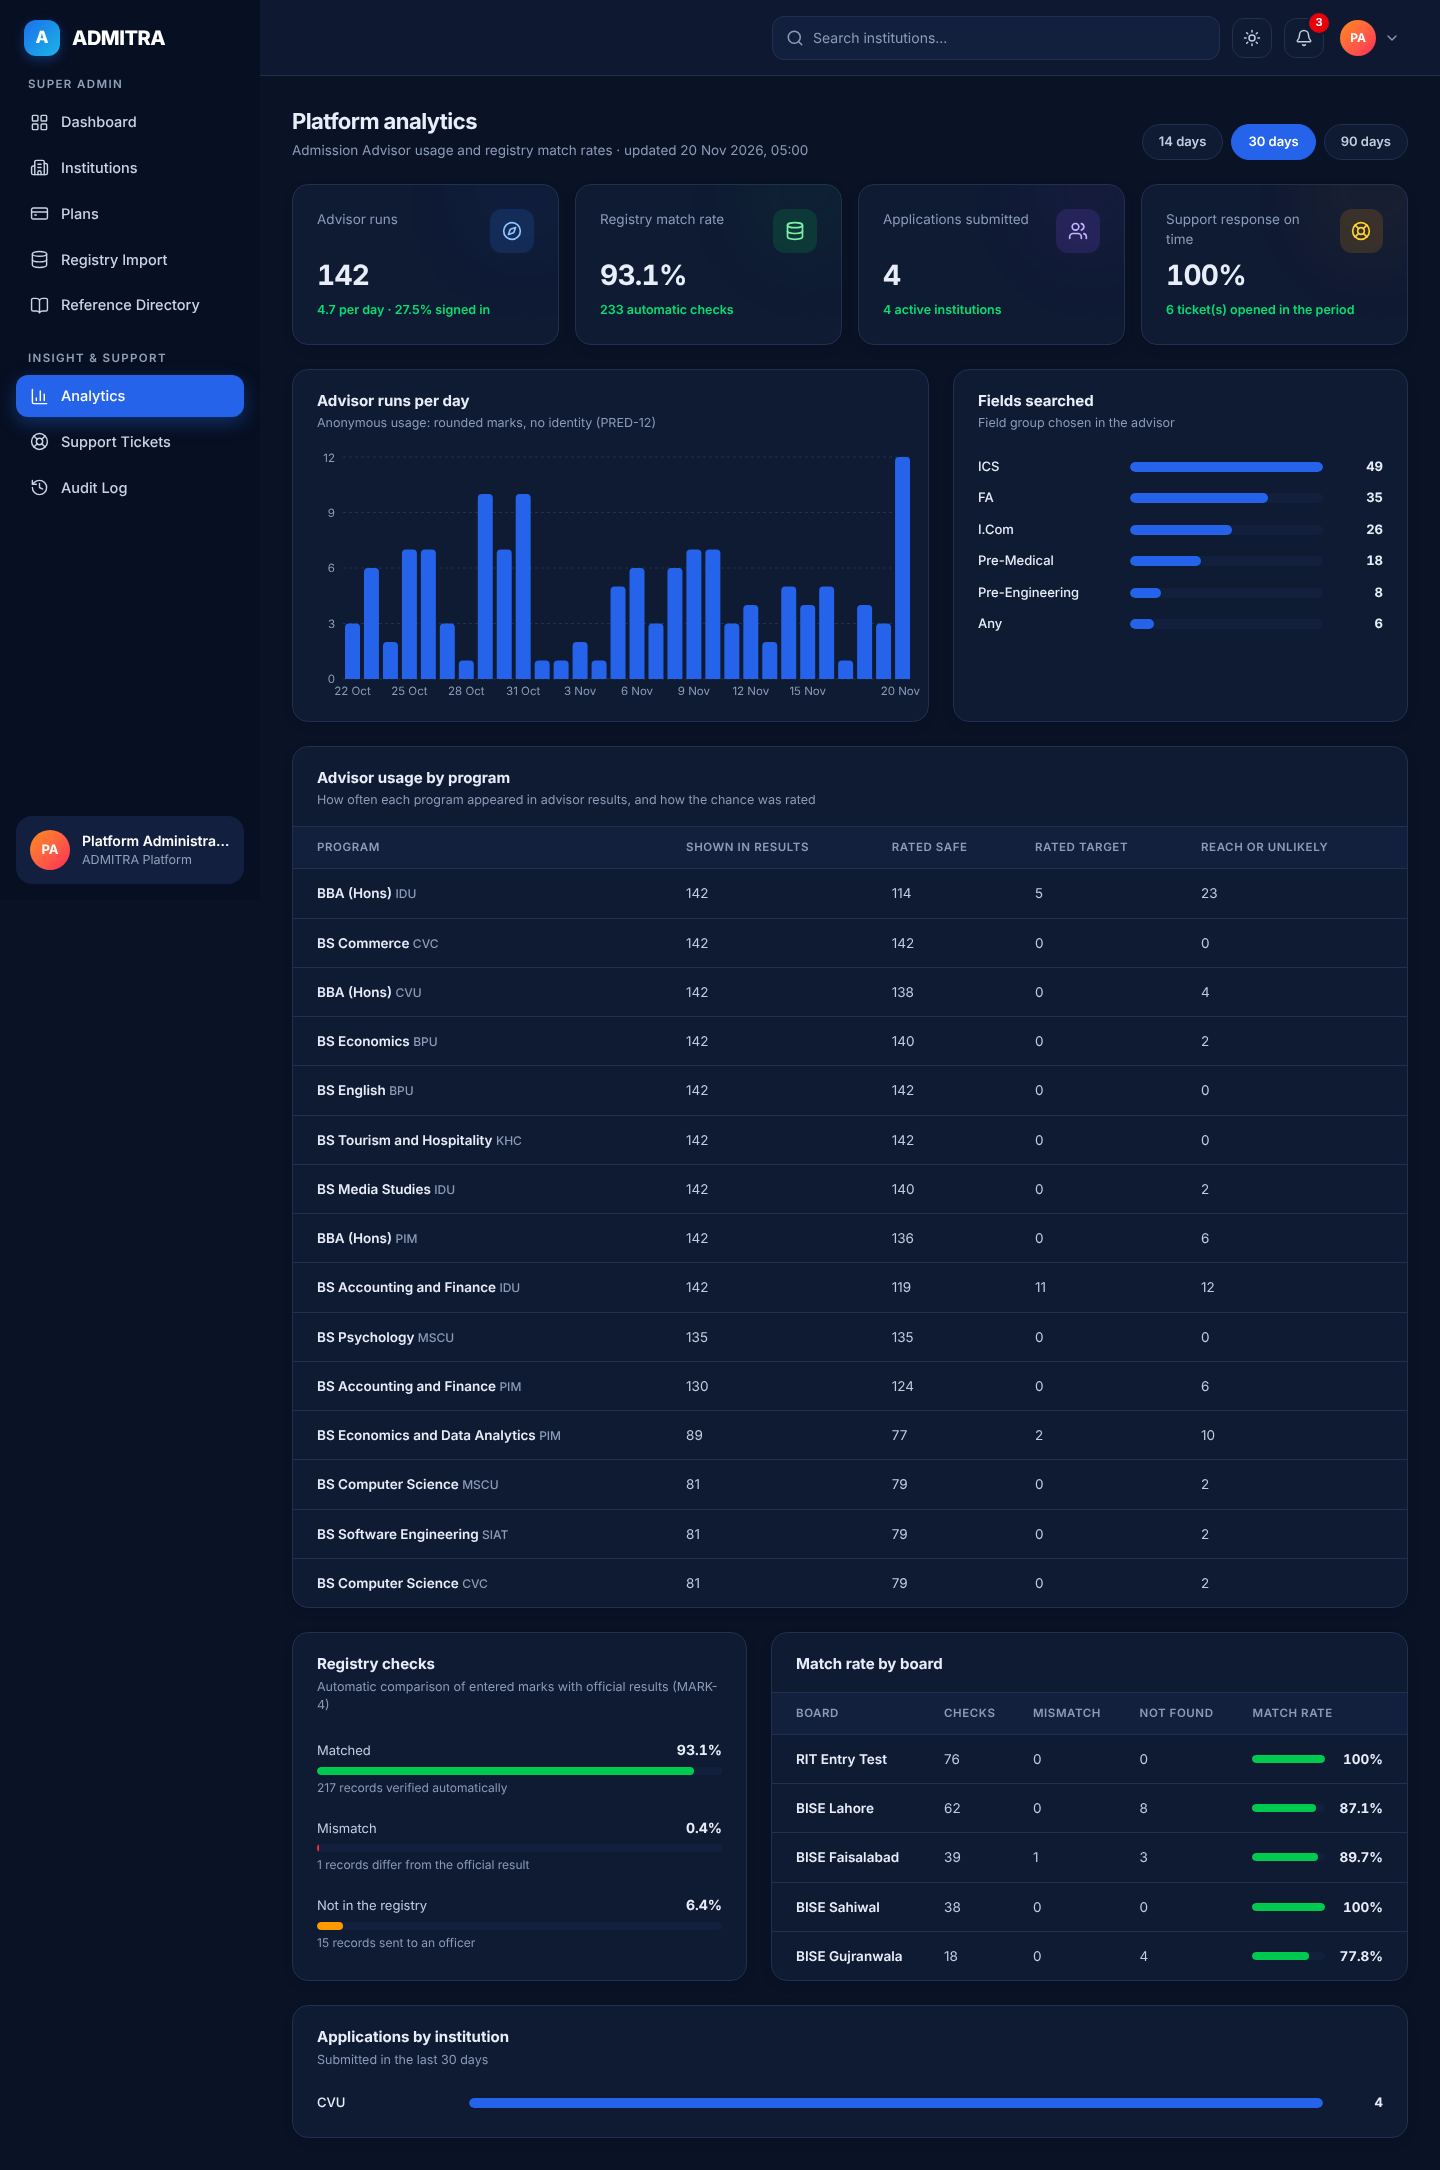 A ADMITRA
Search institutions...
3
PA
SUPER ADMIN
Dashboard
Institutions
Plans
Registry Import
Reference Directory
INSIGHT & SUPPORT
Analytics
Support Tickets
Audit Log
PA
Platform Administra...
ADMITRA Platform
Platform analytics
Admission Advisor usage and registry match rates · updated 20 Nov 2026, 05:00
14 days 30 days 90 days
Advisor runs
142
4.7 per day · 27.5% signed in
Registry match rate
93.1%
233 automatic checks
Applications submitted
4
4 active institutions
Support response on
time
100%
6 ticket(s) opened in the period
Advisor runs per day
Anonymous usage: rounded marks, no identity (PRED-12)
12
9
6
3
0
22 Oct 25 Oct 28 Oct 31 Oct 3 Nov 6 Nov 9 Nov 12 Nov 15 Nov 20 Nov
Fields searched
Field group chosen in the advisor
ICS 49
FA 35
I.Com 26
Pre-Medical 18
Pre-Engineering 8
Any 6
Advisor usage by program
How often each program appeared in advisor results, and how the chance was rated
PROGRAM SHOWN IN RESULTS RATED SAFE RATED TARGET REACH OR UNLIKELY
BBA (Hons) IDU 142 114 5 23
BS Commerce CVC 142 142 0 0
BBA (Hons) CVU 142 138 0 4
BS Economics BPU 142 140 0 2
BS English BPU 142 142 0 0
BS Tourism and Hospitality KHC 142 142 0 0
BS Media Studies IDU 142 140 0 2
BBA (Hons) PIM 142 136 0 6
BS Accounting and Finance IDU 142 119 11 12
BS Psychology MSCU 135 135 0 0
BS Accounting and Finance PIM 130 124 0 6
BS Economics and Data Analytics PIM 89 77 2 10
BS Computer Science MSCU 81 79 0 2
BS Software Engineering SIAT 81 79 0 2
BS Computer Science CVC 81 79 0 2
Registry checks
Automatic comparison of entered marks with official results (MARK-
4)
Matched 93.1%
217 records verified automatically
Mismatch 0.4%
1 records differ from the official result
Not in the registry 6.4%
15 records sent to an officer
Match rate by board
BOARD CHECKS MISMATCH NOT FOUND MATCH RATE
RIT Entry Test 76 0 0 100%
BISE Lahore 62 0 8 87.1%
BISE Faisalabad 39 1 3 89.7%
BISE Sahiwal 38 0 0 100%
BISE Gujranwala 18 0 4 77.8%
Applications by institution
Submitted in the last 30 days
CVU 4